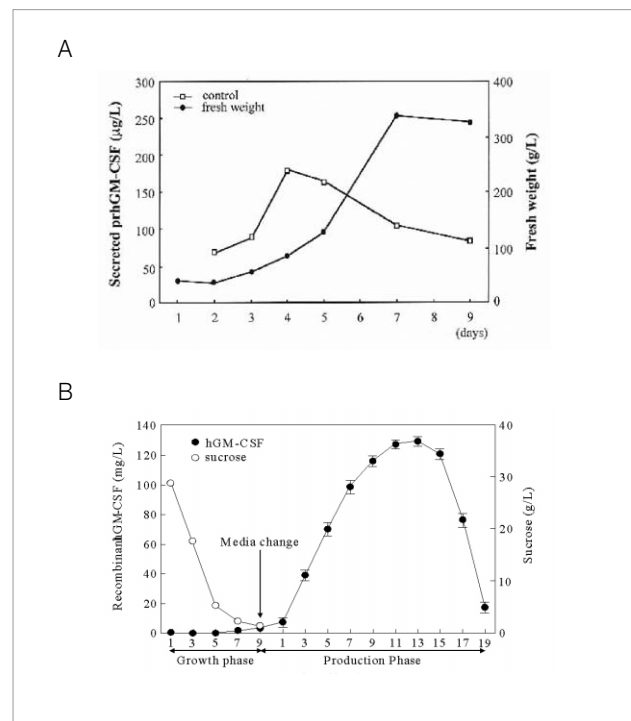 A
300
250
200
150
100
50
0
Secreted prhGM-CSF (μg/L)
control
fresh weight
400
300
200
100
0
Fresh weight (g/L)
1 2 3 4 5 6 7 8 9
(days)
B
140
120
100
80
60
40
20
0
RecombinanthGM-CSF (mg/L)
hGM-CSF
sucrose
Media change
40
30
20
10
0
Sucrose (g/L)
1 3 5 7 9 1 3 5 7 9 11 13 15 17 19
Growth phase Production Phase